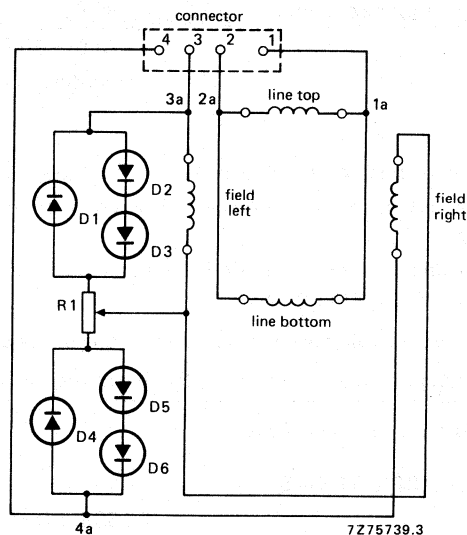 connector
4 3 2 1
3a 2a 1a
line top
D2
D1
field
left
field
right
D3
R1
line bottom
D5
D4
D6
4a
7Z75739.3